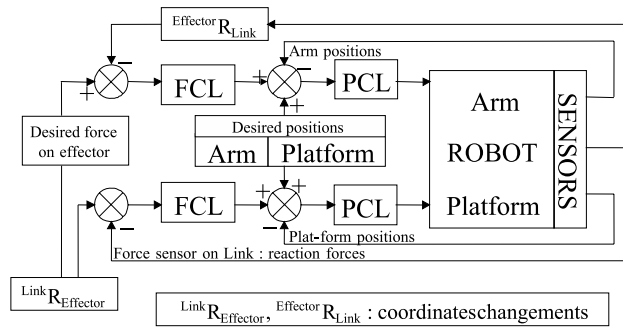 Effector R Link
Arm positions
− + FCL + − PCL
+
Desired force
on effector
Desired positions
Arm Platform
Arm
ROBOT
Platform
SENSORS
+
− FCL + − PCL
Plat-form positions
Force sensor on Link : reaction forces
Link R Effector
Link R Effector, Effector R Link : coordinateschangements